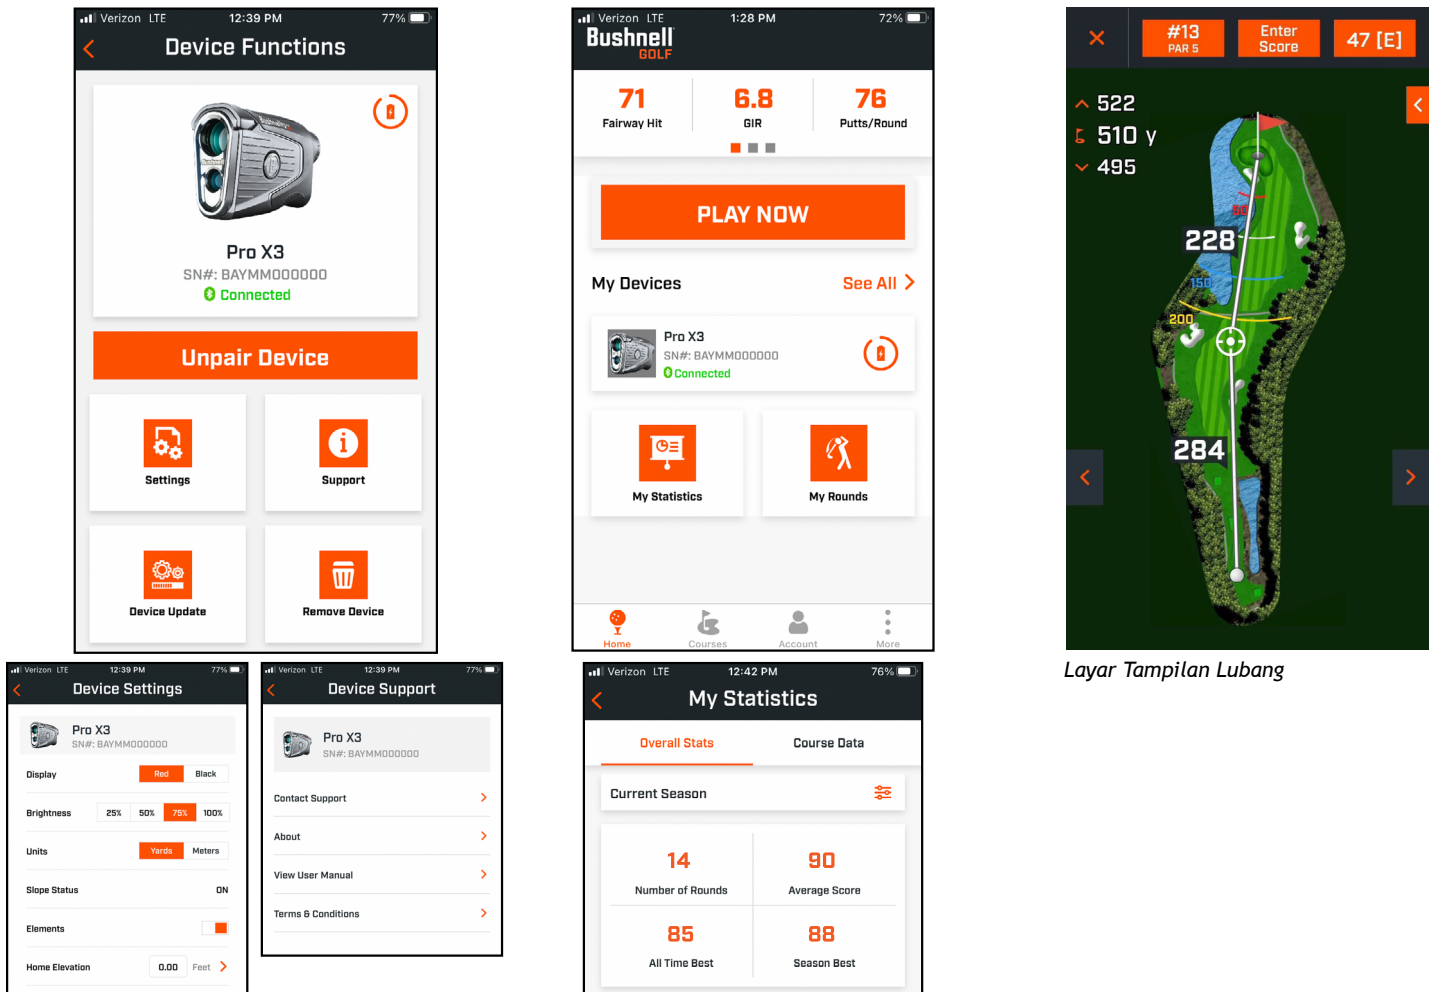 Verizon LTE 12:39 PM 77%
Device Functions
Bushnell
Pro X3
SN#: BAYMM000000
Connected
Unpair Device
Settings Support
Device Update Remove Device
Verizon LTE 1:28 PM 72%
Bushnell
GOLF
71 6.8 76
Fairway Hit GIR Putts/Round
PLAY NOW
My Devices See All
Pro X3
SN#: BAYMM000000
Connected
My Statistics My Rounds
Home Courses Account More
#13
PAR 5
Enter
Score
47 [E]
522
510 y
495
228
150
200
284
Layar Tampilan Lubang
Verizon LTE 12:39 PM 77%
Device Settings
Pro X3
SN#: BAYMM000000
Display Red Black
Brightness 25% 50% 75% 100%
Units Yards Meters
Slope Status ON
Elements
Home Elevation 0.00 Feet
Verizon LTE 12:39 PM 77%
Device Support
Pro X3
SN#: BAYMM000000
Contact Support
About
View User Manual
Terms & Conditions
Verizon LTE 12:42 PM 76%
My Statistics
Overall Stats Course Data
Current Season
14 90
Number of Rounds Average Score
85 88
All Time Best Season Best